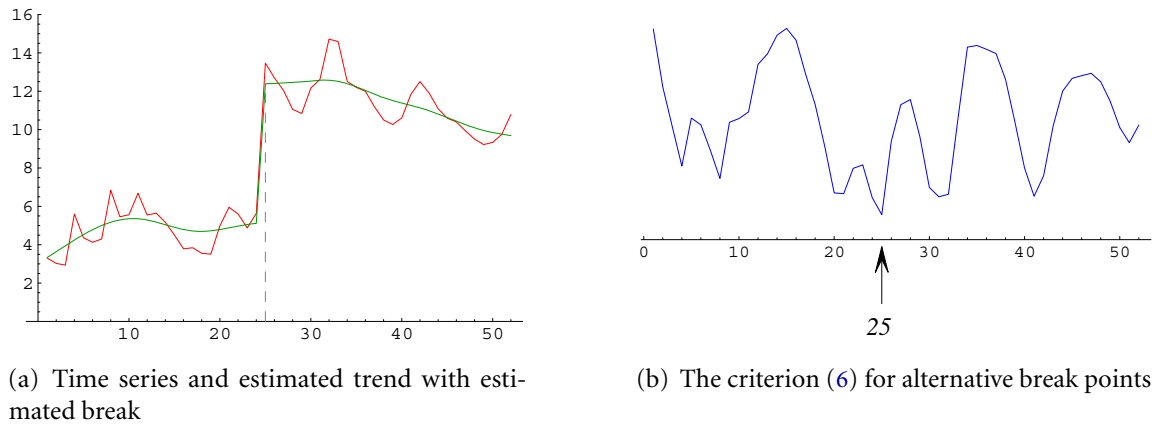 16
14
12
10
8
6
4
2
10 20 30 40 50
0 10 20 30 40 50
25
(a) Time series and estimated trend with esti-
mated break
(b) The criterion (6) for alternative break points